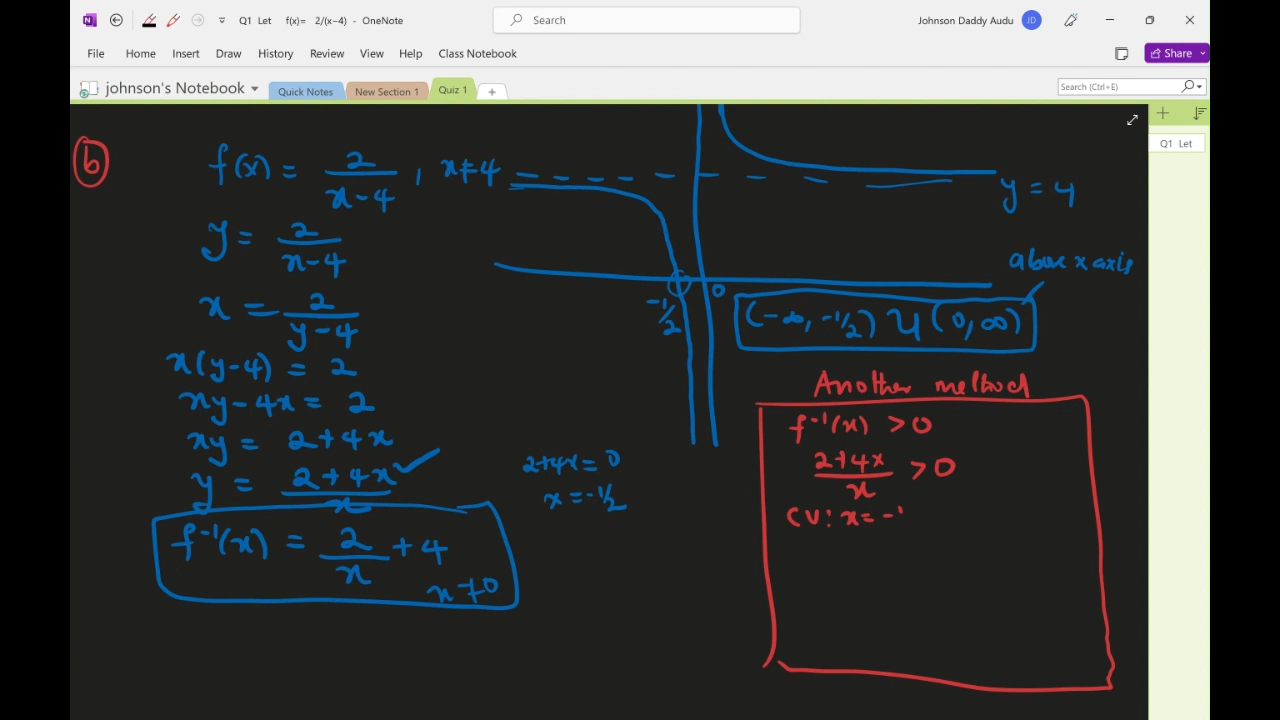 Q1 Let f(x)= 2/(x−4) - OneNote
Search
Johnson Daddy Audu
JD
File Home Insert Draw History Review View Help Class Notebook
Share
johnson's Notebook
Quick Notes
New Section 1
Quiz 1
+
Search (Ctrl+E)
Q1 Let
b
f(x) = 2/(x-4), x≠4
y = 2/(x-4)
x = 2/(y-4)
x(y-4) = 2
xy-4x = 2
xy = 2+4x
y = (2+4x)/x
f⁻¹(x) = 2/x + 4
x≠0
2+4x=0
x=-1/2
y = 4
above x axis
-1/2
0
(-∞, -1/2) U (0, ∞)
Another method
f⁻¹(x) > 0
(2+4x)/x > 0
CV: x = -1